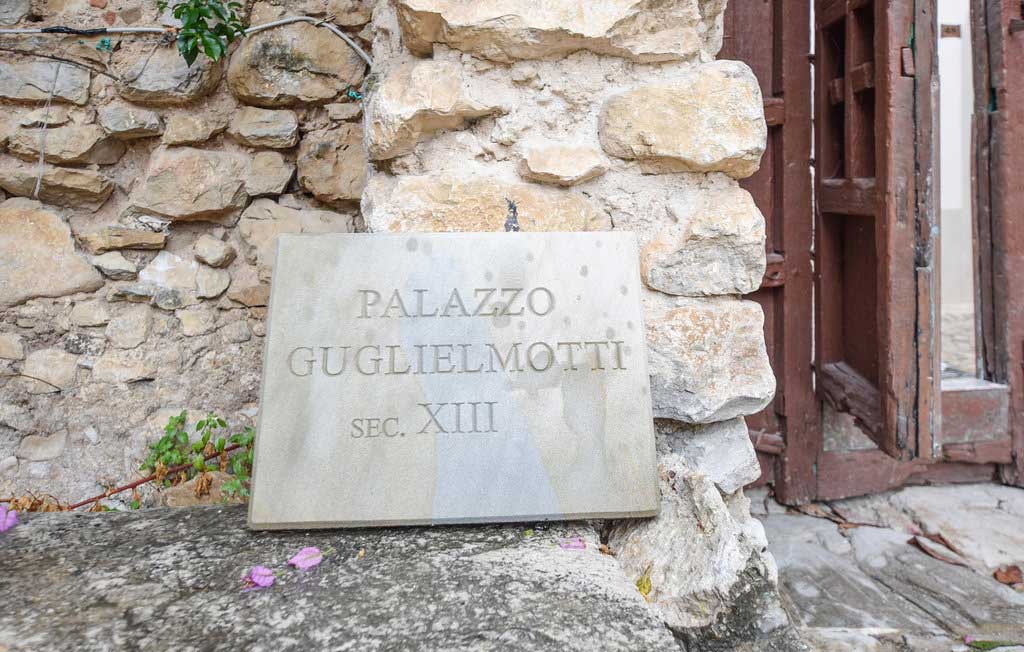 PALAZZO
GUGLIELMOTTI
SEC. XIII